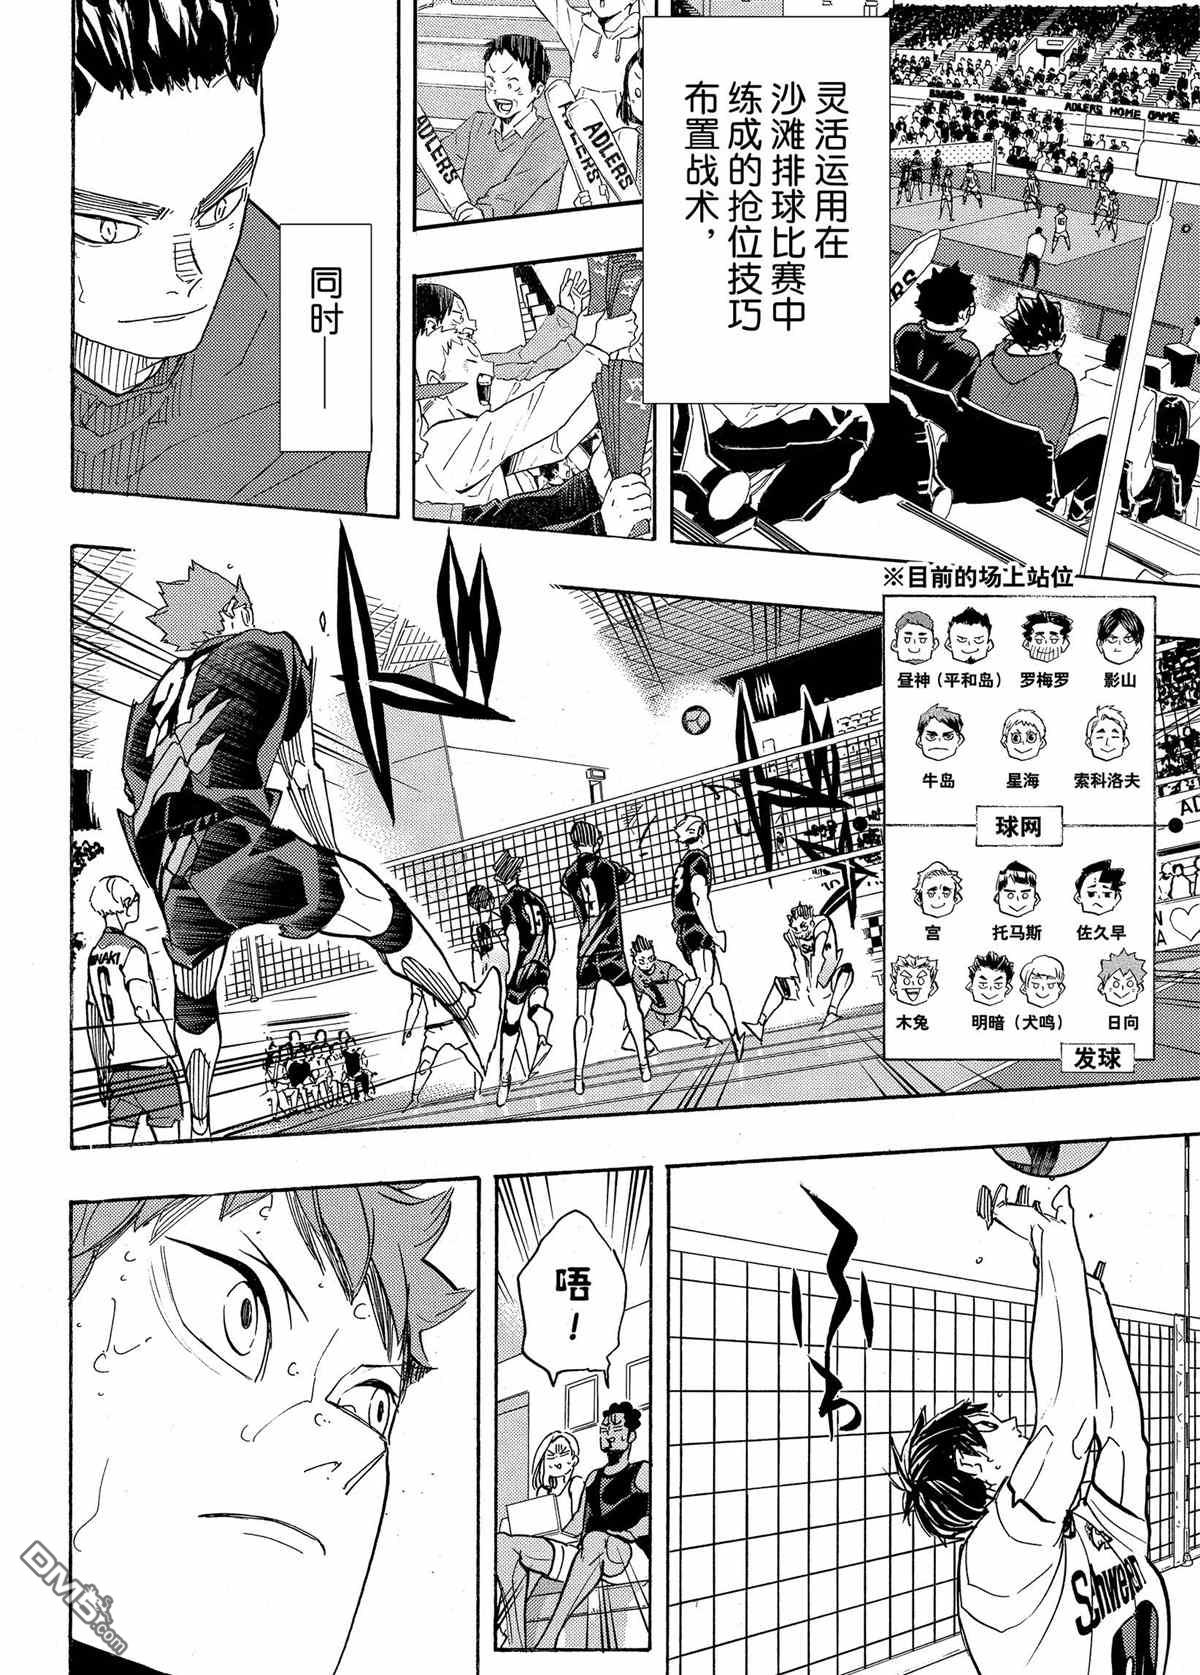 ADLERS HOME GAME
ADLERS
灵活运用在
沙滩排球比赛中
练成的抢位技巧
布置战术，
ADLERS
ADLERS
同时——
※目前的场上站位
昼神（平和岛） 罗梅罗 影山
牛岛 星海 索科洛夫
球网
宫 托马斯 佐久早
木兔 明暗（犬鸣） 日向
发球
NAKI
唔！
Schweiden
DM5.com